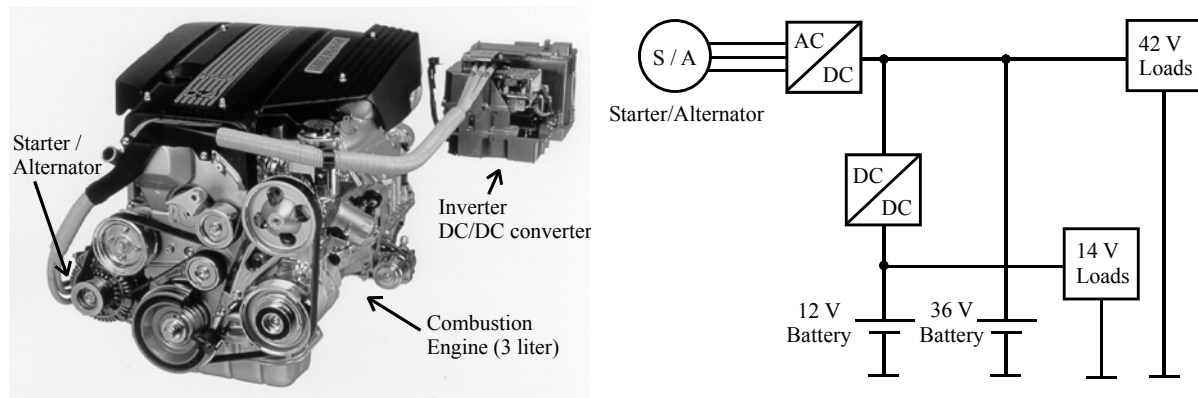 Starter /
Alternator
Inverter
DC/DC converter
Combustion
Engine (3 liter)
S / A
Starter/Alternator
AC
DC
42 V
Loads
DC
DC
14 V
Loads
12 V
Battery
36 V
Battery